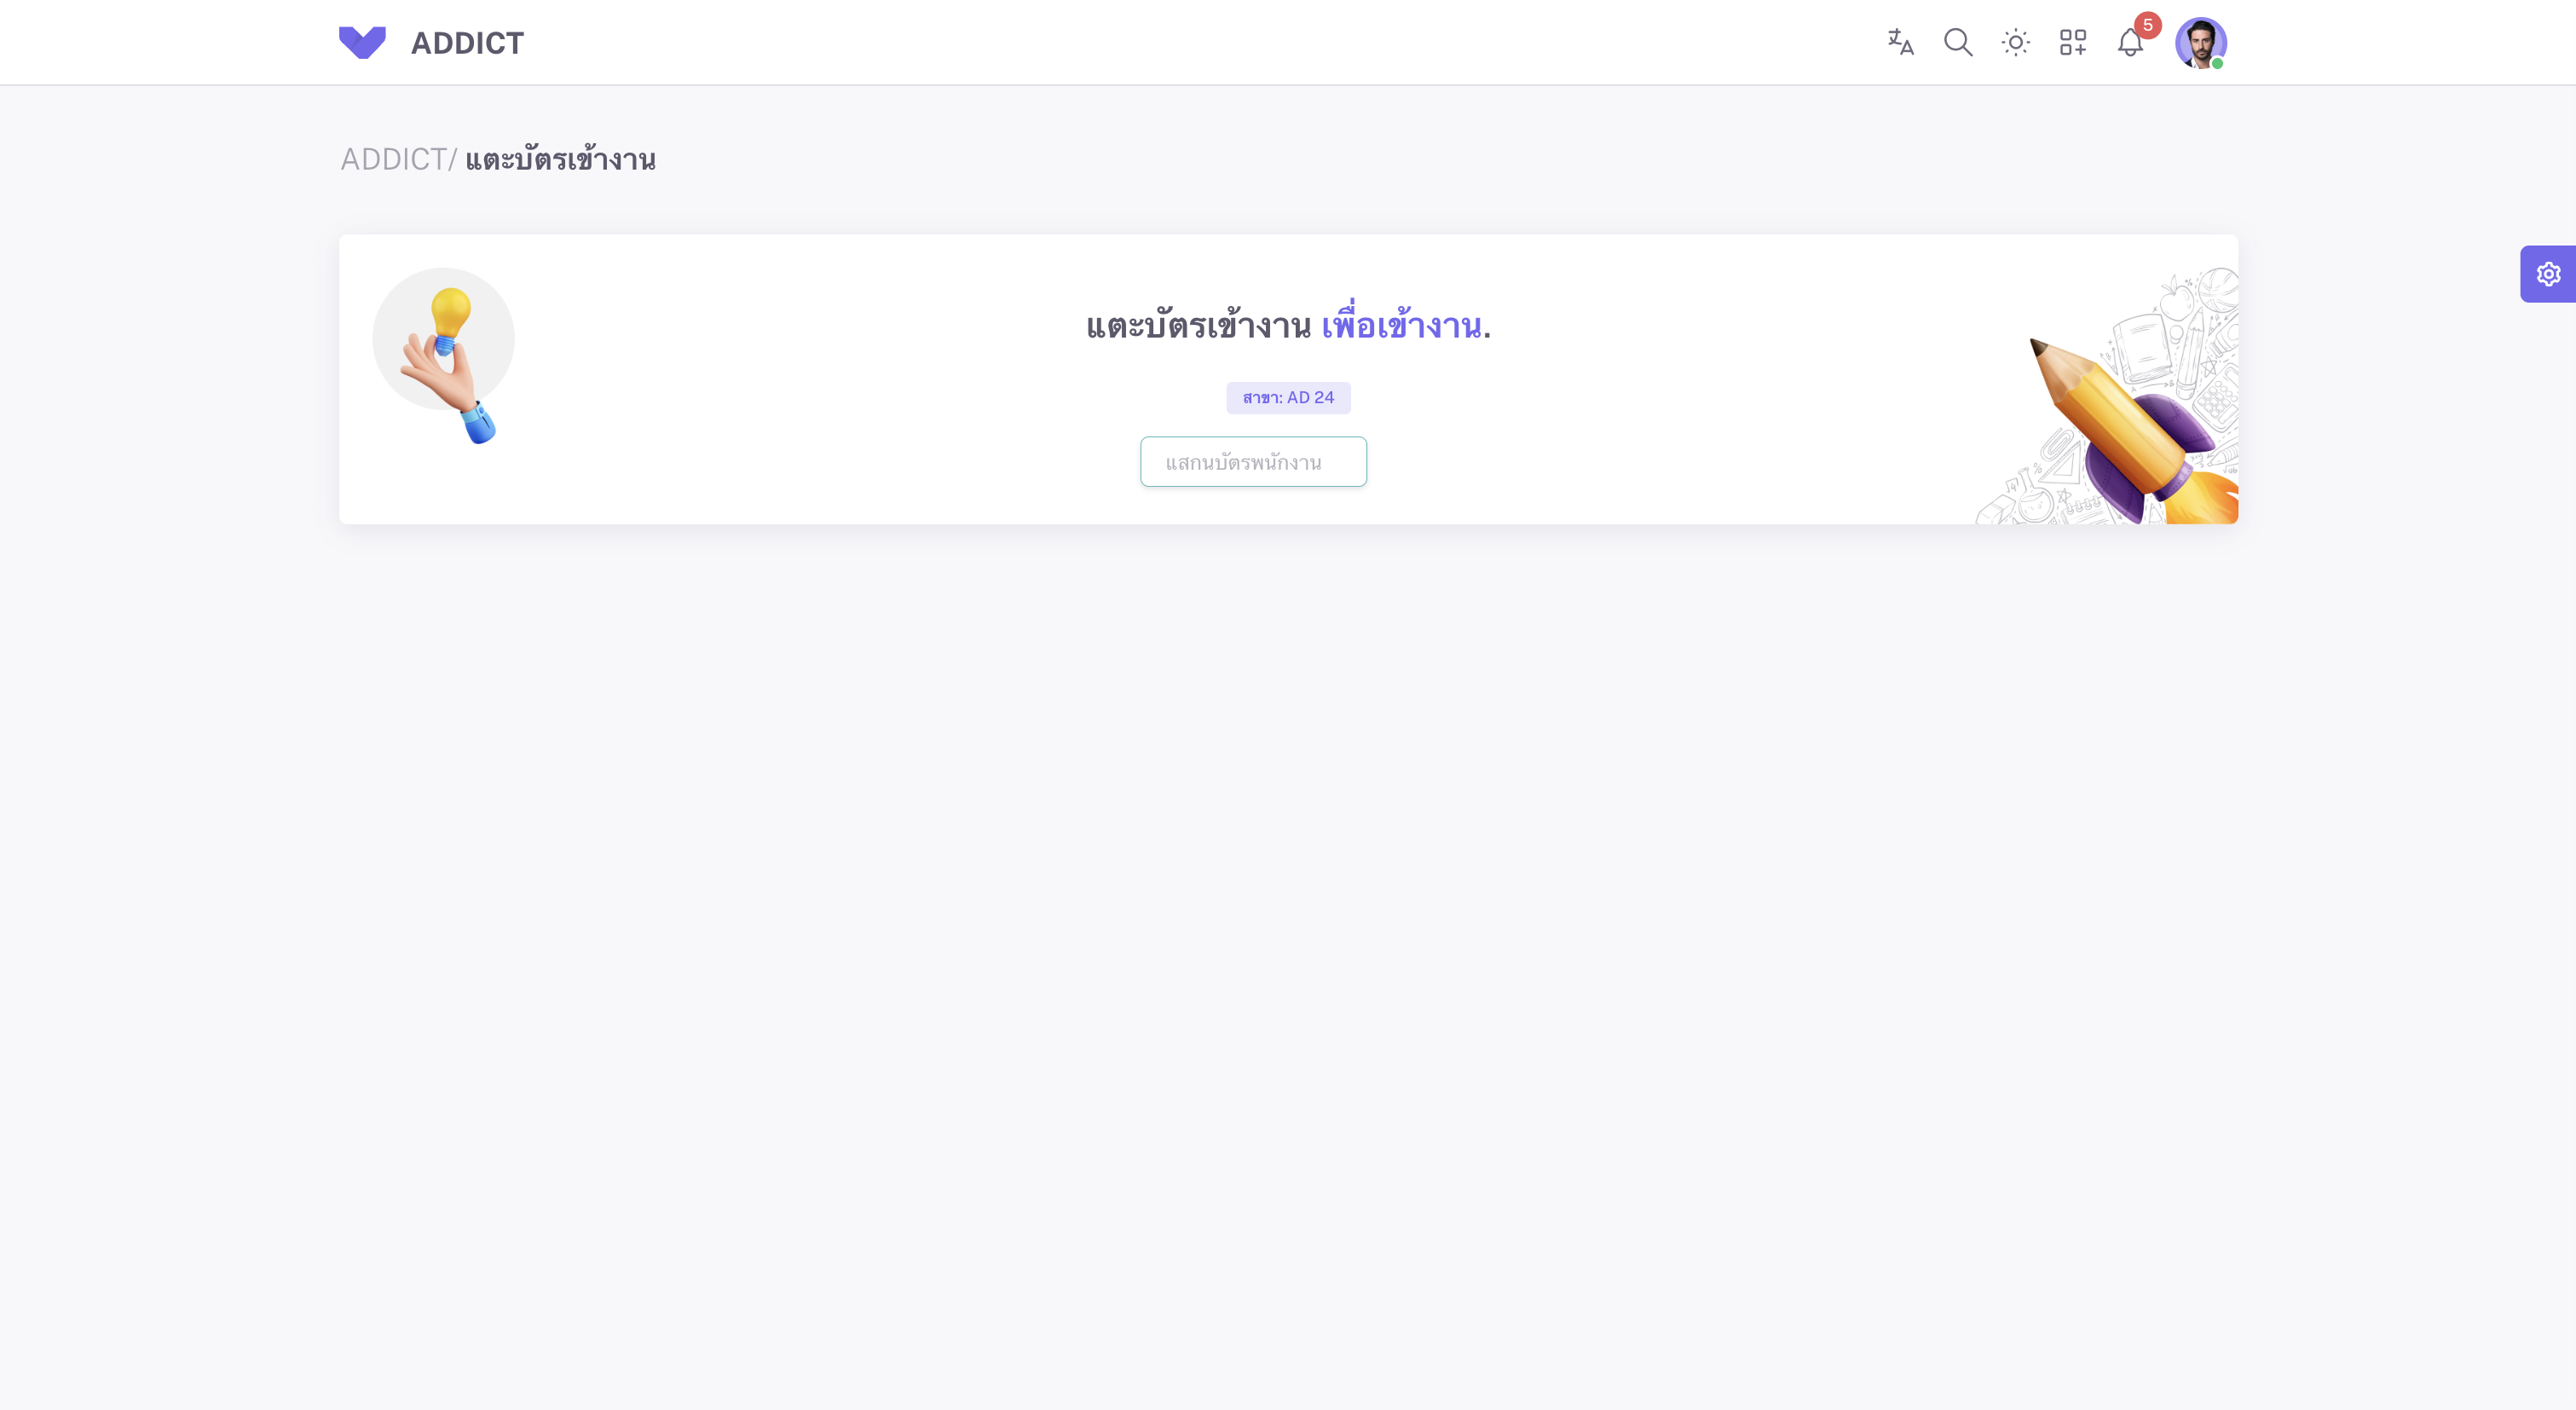 ADDICT
5
ADDICT/ แตะบัตรเข้างาน
แตะบัตรเข้างาน เพื่อเข้างาน.
สาขา: AD 24
แสกนบัตรพนักงาน